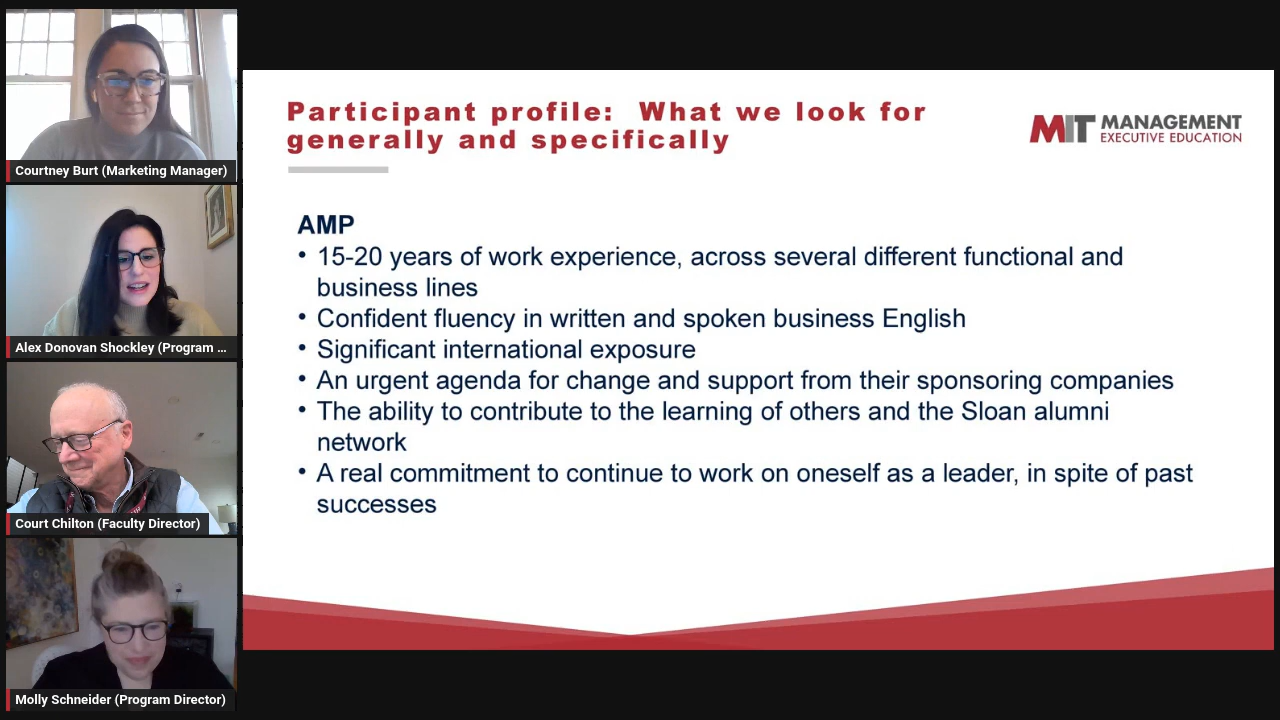 Courtney Burt (Marketing Manager)
Alex Donovan Shockley (Program ...
Court Chilton (Faculty Director)
Molly Schneider (Program Director)
Participant profile: What we look for
generally and specifically
MIT MANAGEMENT
EXECUTIVE EDUCATION
AMP
• 15-20 years of work experience, across several different functional and
business lines
• Confident fluency in written and spoken business English
• Significant international exposure
• An urgent agenda for change and support from their sponsoring companies
• The ability to contribute to the learning of others and the Sloan alumni
network
• A real commitment to continue to work on oneself as a leader, in spite of past
successes